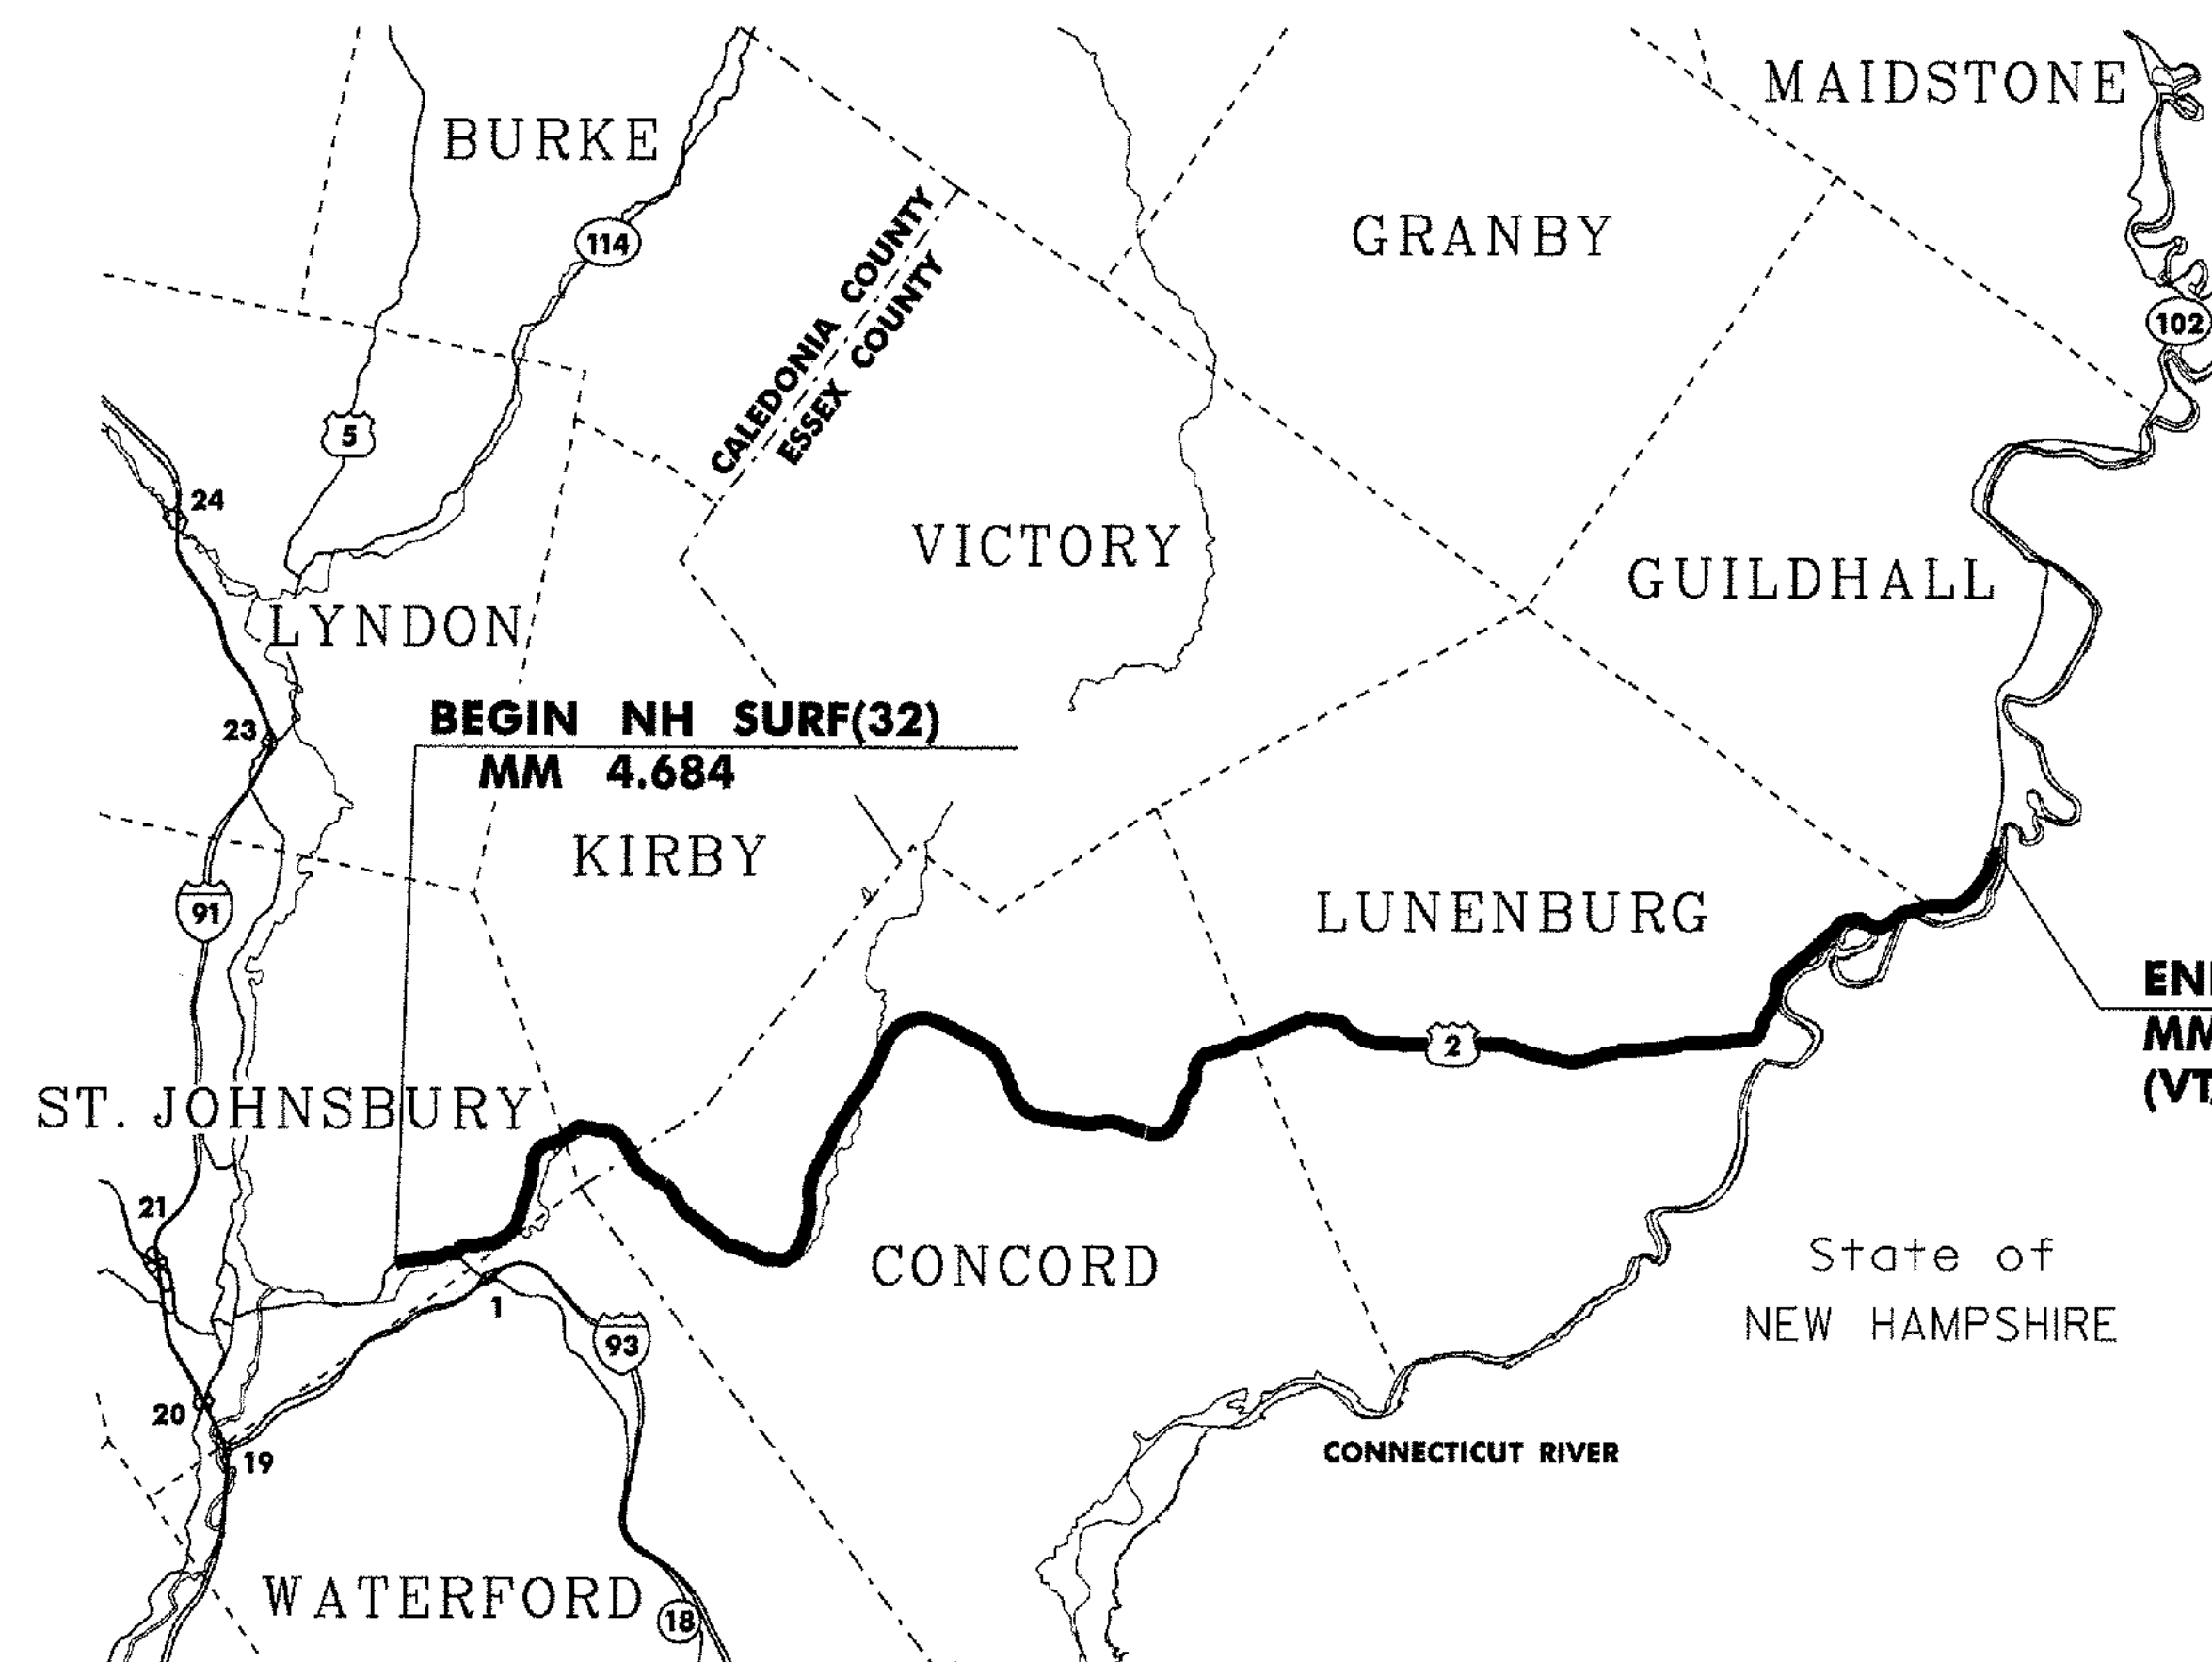 MAIDSTONE
BURKE
GRANBY
114
CALEDONIA COUNTY
ESSEX COUNTY
102
5
24
VICTORY
GUILDHALL
LYNDON
23
BEGIN NH SURF(32)
MM 4.684
KIRBY
91
LUNENBURG
2
ST. JOHNSBURY
21
CONCORD
State of
NEW HAMPSHIRE
1
93
20
19
CONNECTICUT RIVER
WATERFORD
18